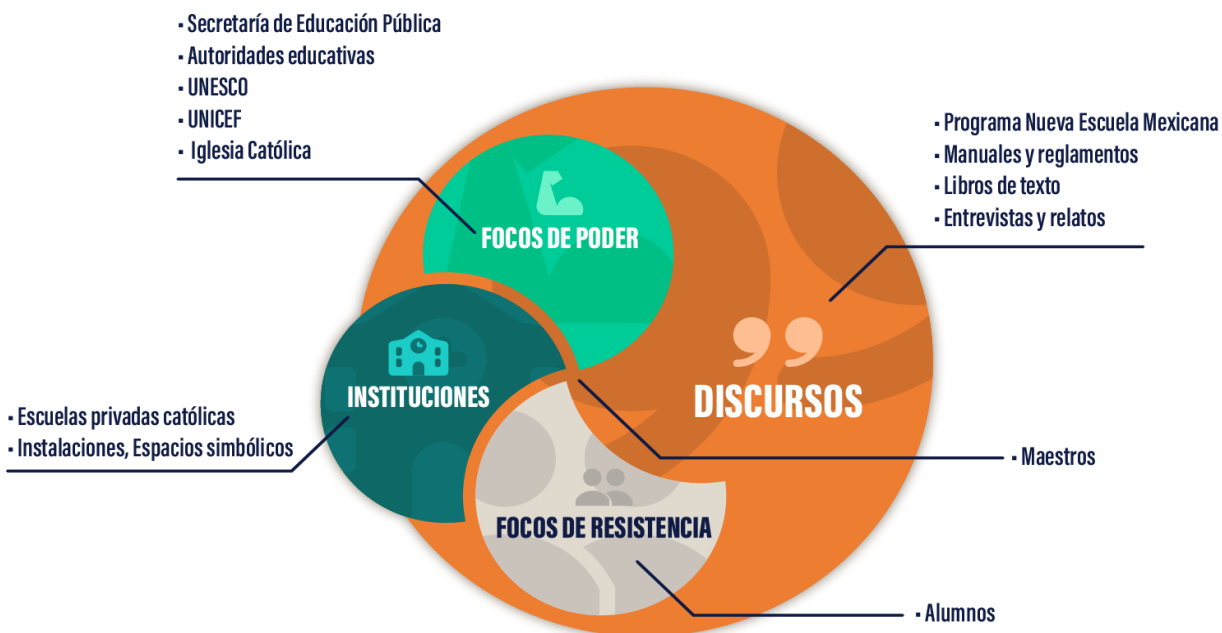 ▪ Secretaría de Educación Pública
▪ Autoridades educativas
▪ UNESCO
▪ UNICEF
▪ Iglesia Católica
▪ Programa Nueva Escuela Mexicana
▪ Manuales y reglamentos
▪ Libros de texto
▪ Entrevistas y relatos
FOCOS DE PODER
INSTITUCIONES
DISCURSOS
▪ Escuelas privadas católicas
▪ Instalaciones, Espacios simbólicos
▪ Maestros
FOCOS DE RESISTENCIA
▪ Alumnos